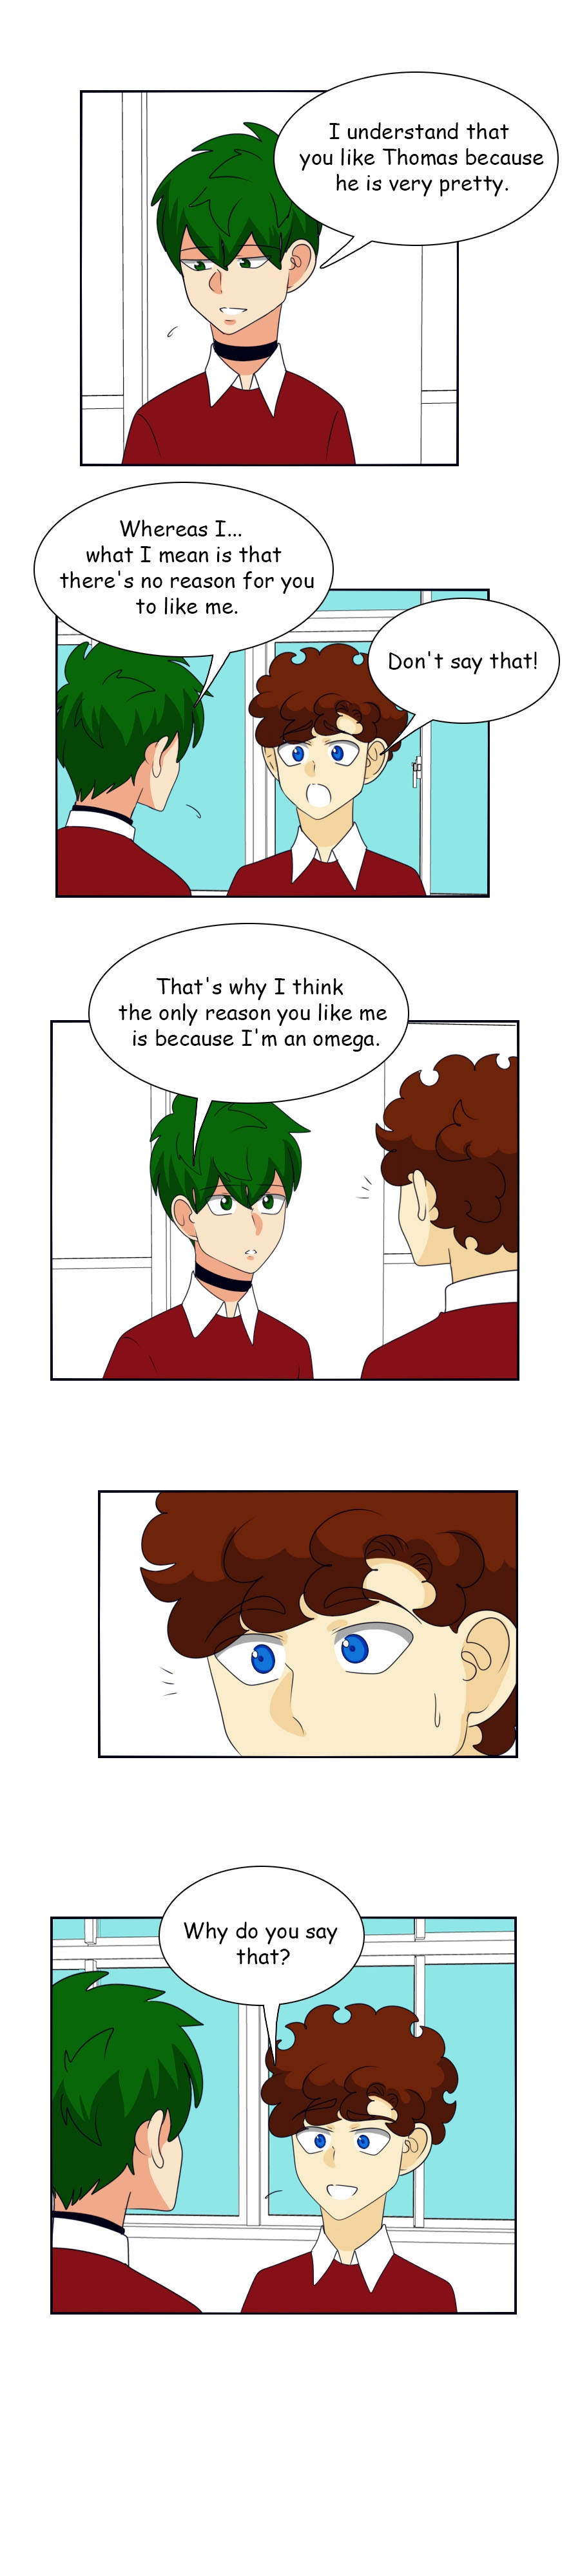 I understand that
you like Thomas because
he is very pretty.
Whereas I...
what I mean is that
there's no reason for you
to like me.
Don't say that!
That's why I think
the only reason you like me
is because I'm an omega.
Why do you say
that?